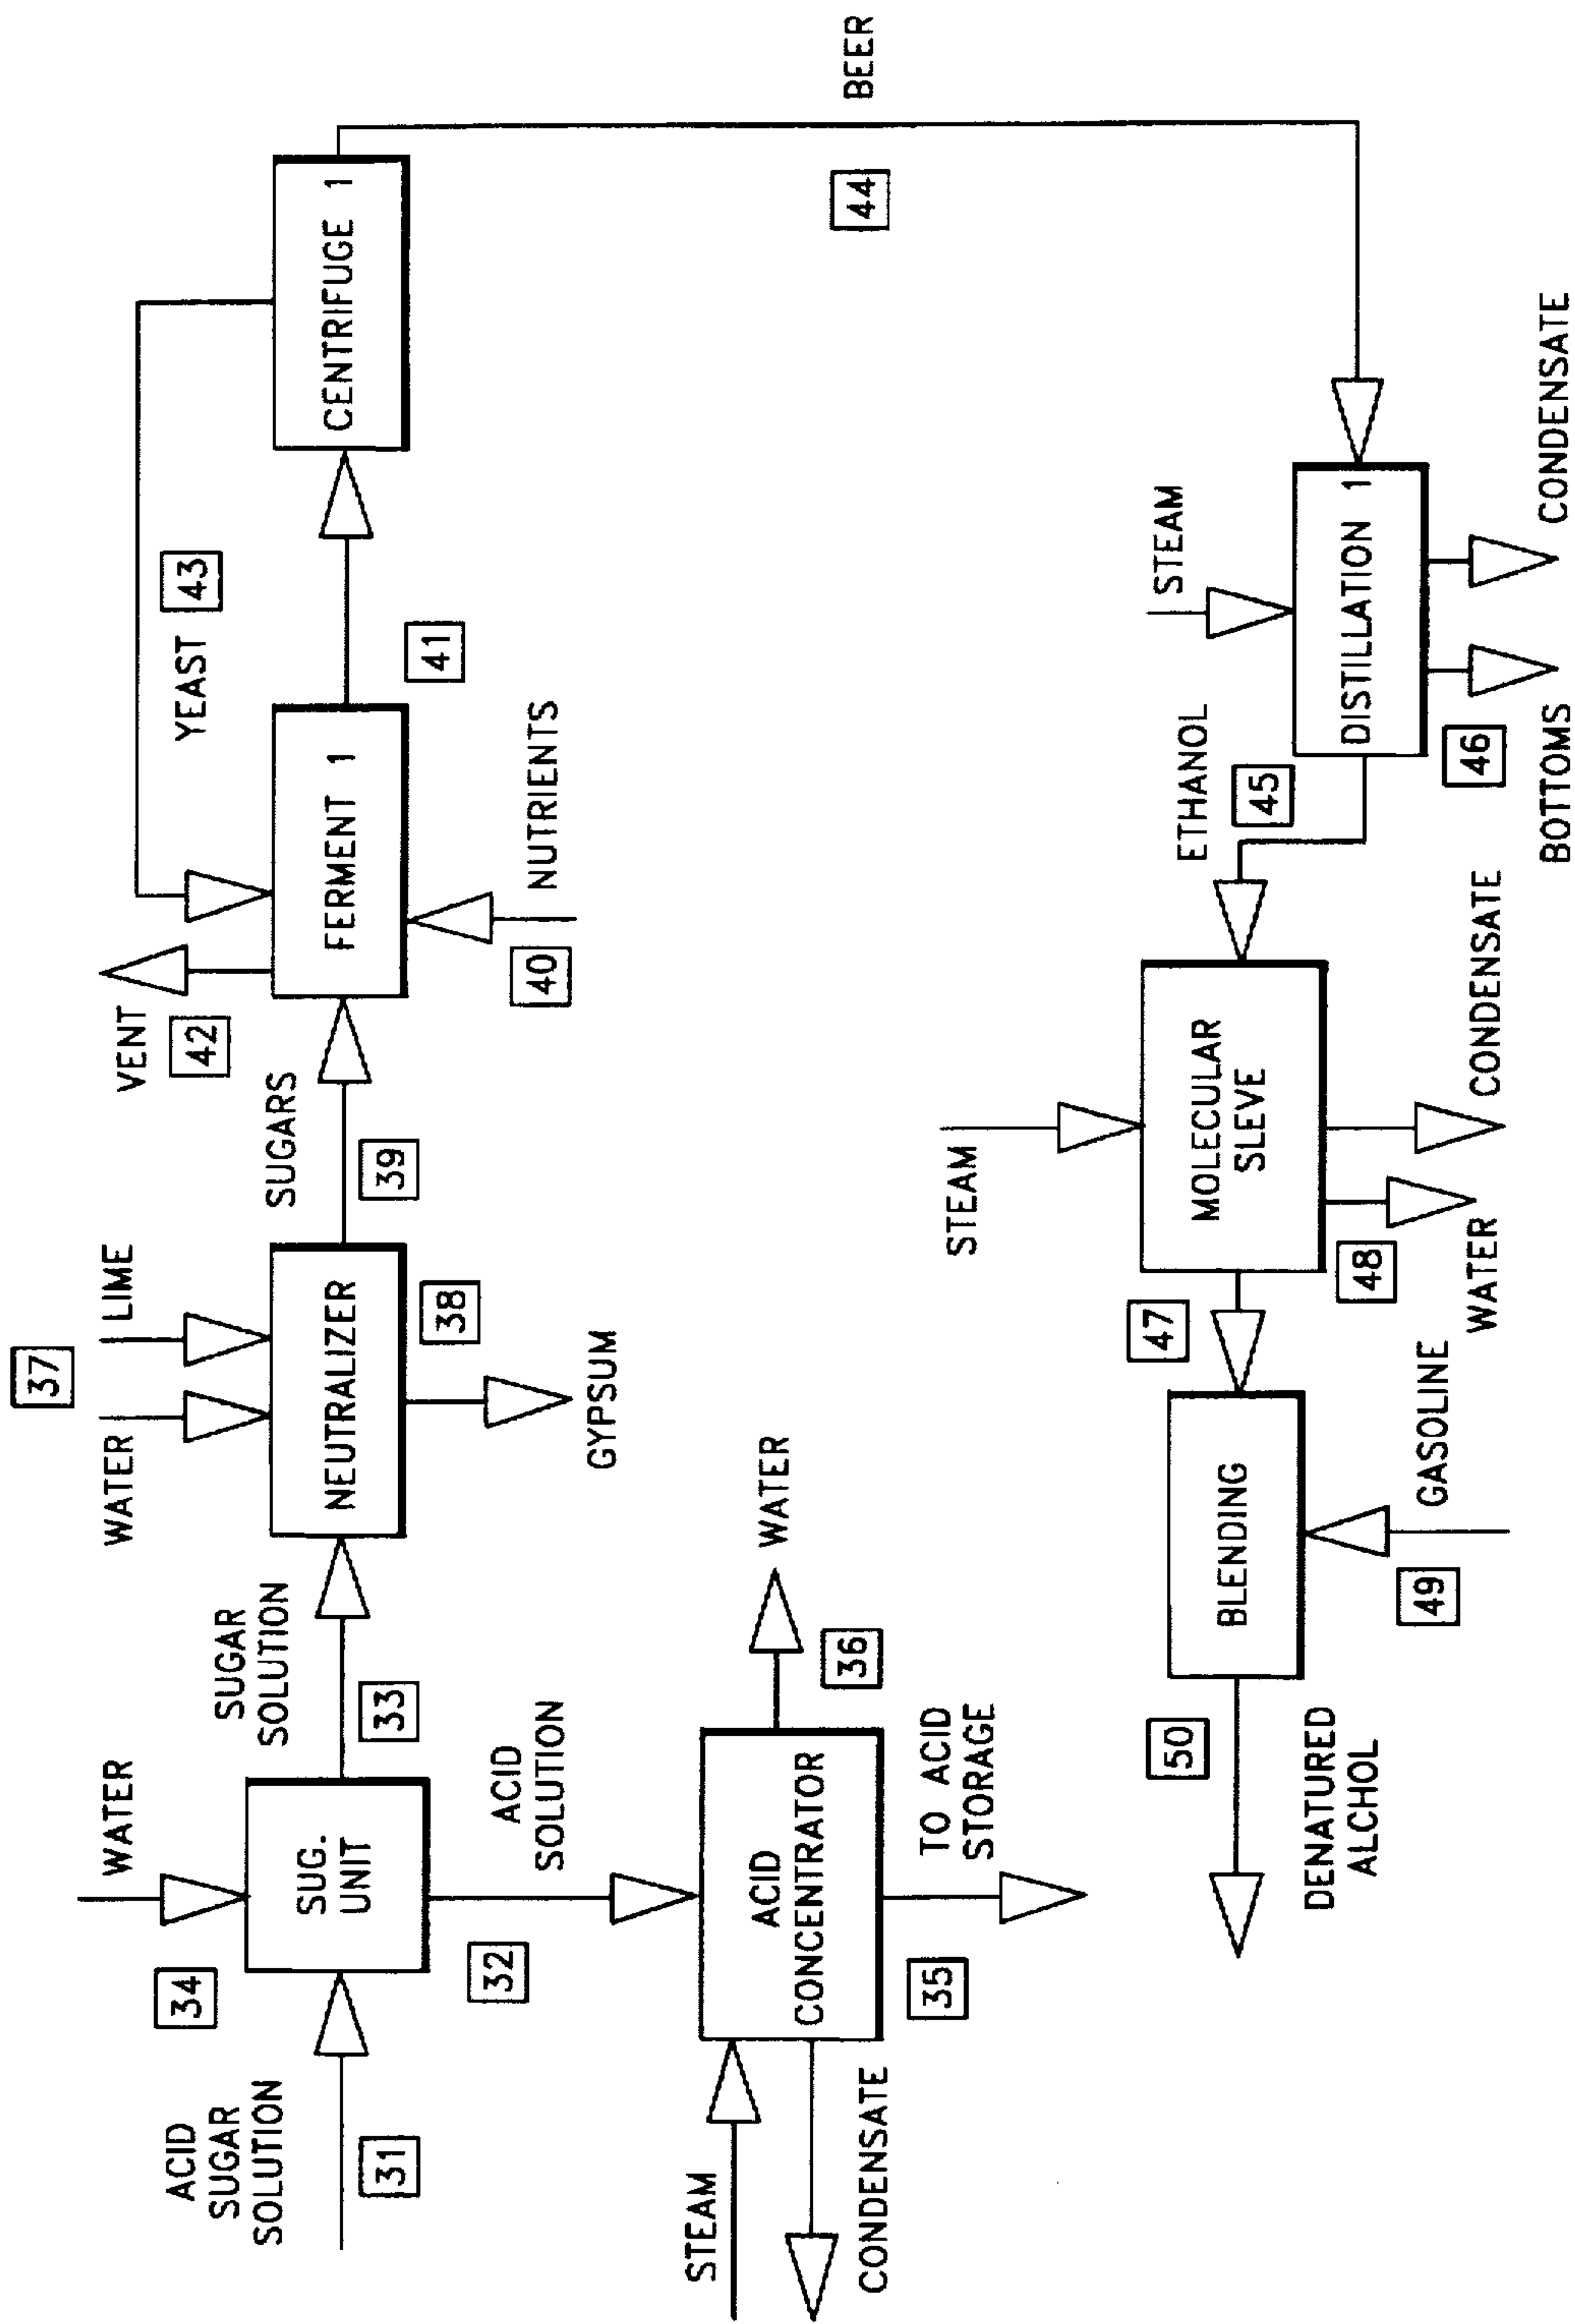 37
WATER
LIME
VENT
42
YEAST
43
34
WATER
SUGAR
SOLUTION
SUGARS
ACID
SUGAR
SOLUTION
SUG.
UNIT
NEUTRALIZER
FERMENT 1
CENTRIFUGE 1
31
33
39
41
32
38
40
NUTRIENTS
GYPSUM
ACID
SOLUTION
STEAM
ACID
CONCENTRATOR
WATER
36
44
BEER
CONDENSATE
35
TO ACID
STORAGE
STEAM
STEAM
ETHANOL
45
50
47
BLENDING
MOLECULAR
SLEVE
DISTILLATION 1
DENATURED
ALCHOL
49
GASOLINE
48
WATER
CONDENSATE
46
BOTTOMS
CONDENSATE